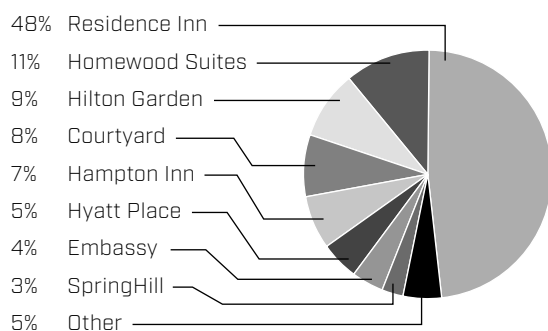 48% Residence Inn
11% Homewood Suites
9% Hilton Garden
8% Courtyard
7% Hampton Inn
5% Hyatt Place
4% Embassy
3% SpringHill
5% Other